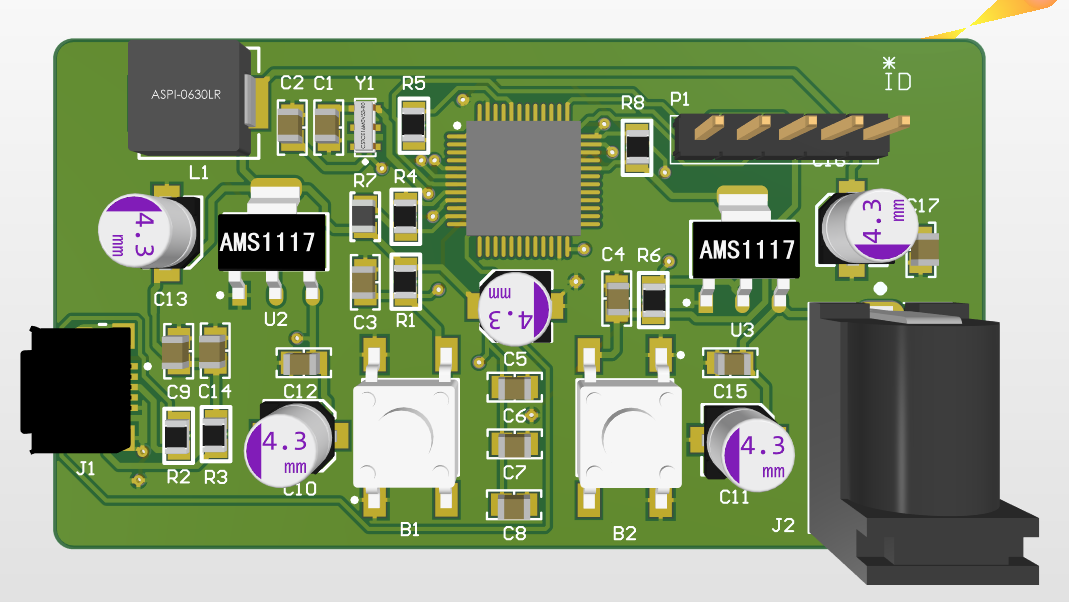 *
ID
ASPI-0630LR
C2 C1 Y1 R5
R8 P1
C16
L1
R7 R4
C17
4.3
mm
AMS1117
AMS1117
4.3
mm
C4 R6
C13
U2
C3 R1
4.3
mm
U3
C5
C9 C14
C12
C15
C6
4.3
mm
4.3
mm
J1
R2 R3
C10
C7
C11
B1
C8
B2
J2